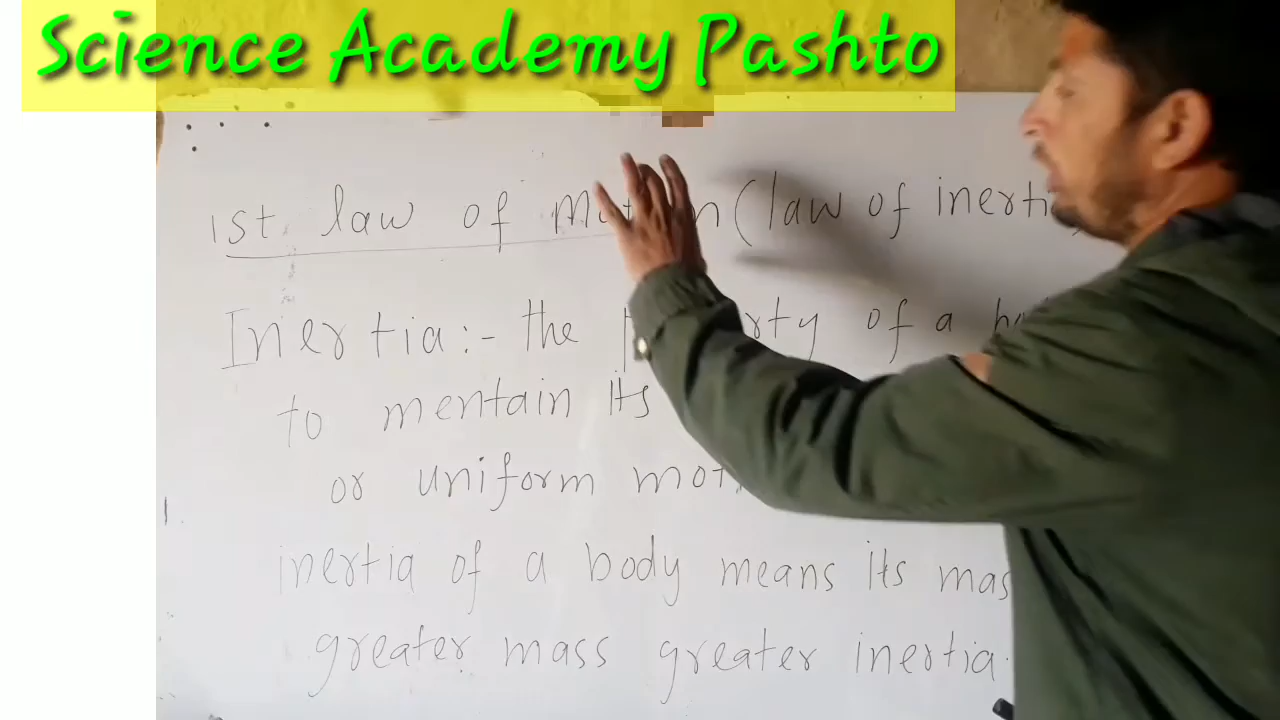 Science Academy Pashto
1st law of (law of inerti
Inertia:- the of a
to mentain its
or uniform
inertia of a body means its mas
greater mass greater inertia.